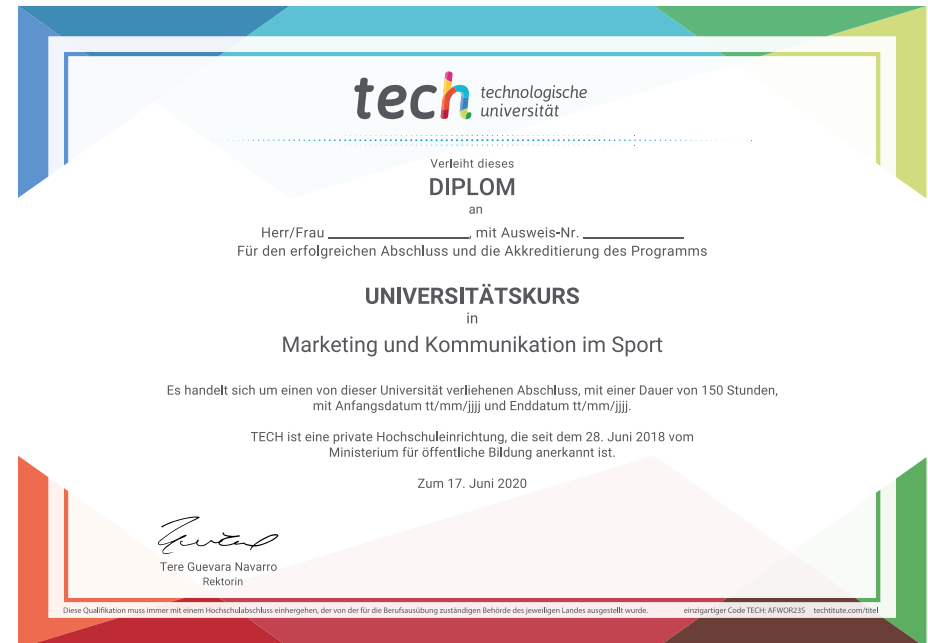 tech technologische
universität
Verleiht dieses
DIPLOM
an
Herr/Frau ____________________, mit Ausweis-Nr. ______________
Für den erfolgreichen Abschluss und die Akkreditierung des Programms
UNIVERSITÄTSKURS
in
Marketing und Kommunikation im Sport
Es handelt sich um einen von dieser Universität verliehenen Abschluss, mit einer Dauer von 150 Stunden,
mit Anfangsdatum tt/mm/jjjj und Enddatum tt/mm/jjjj.
TECH ist eine private Hochschuleinrichtung, die seit dem 28. Juni 2018 vom
Ministerium für öffentliche Bildung anerkannt ist.
Zum 17. Juni 2020
Tere Guevara Navarro
Rektorin
Diese Qualifikation muss immer mit einem Hochschulabschluss einhergehen, der von der für die Berufsausübung zuständigen Behörde des jeweiligen Landes ausgestellt wurde. einzigartiger Code TECH: AFWOR23S techtitute.com/titel